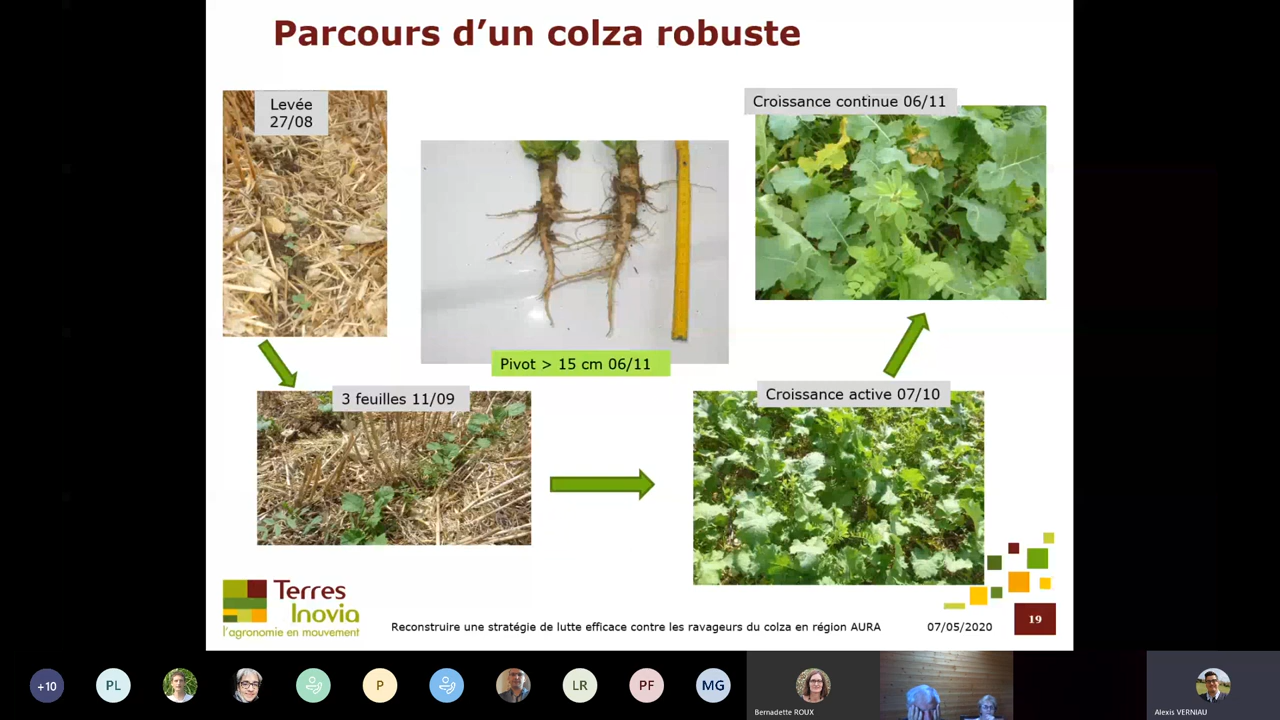 Parcours d’un colza robuste
Levée
27/08
Croissance continue 06/11
Pivot > 15 cm 06/11
3 feuilles 11/09
Croissance active 07/10
Terres
Inovia
l'agronomie en mouvement
Reconstruire une stratégie de lutte efficace contre les ravageurs du colza en région AURA
07/05/2020
19
+10
PL
P
LR
PF
MG
Bernadette ROUX
Alexis VERNIAU